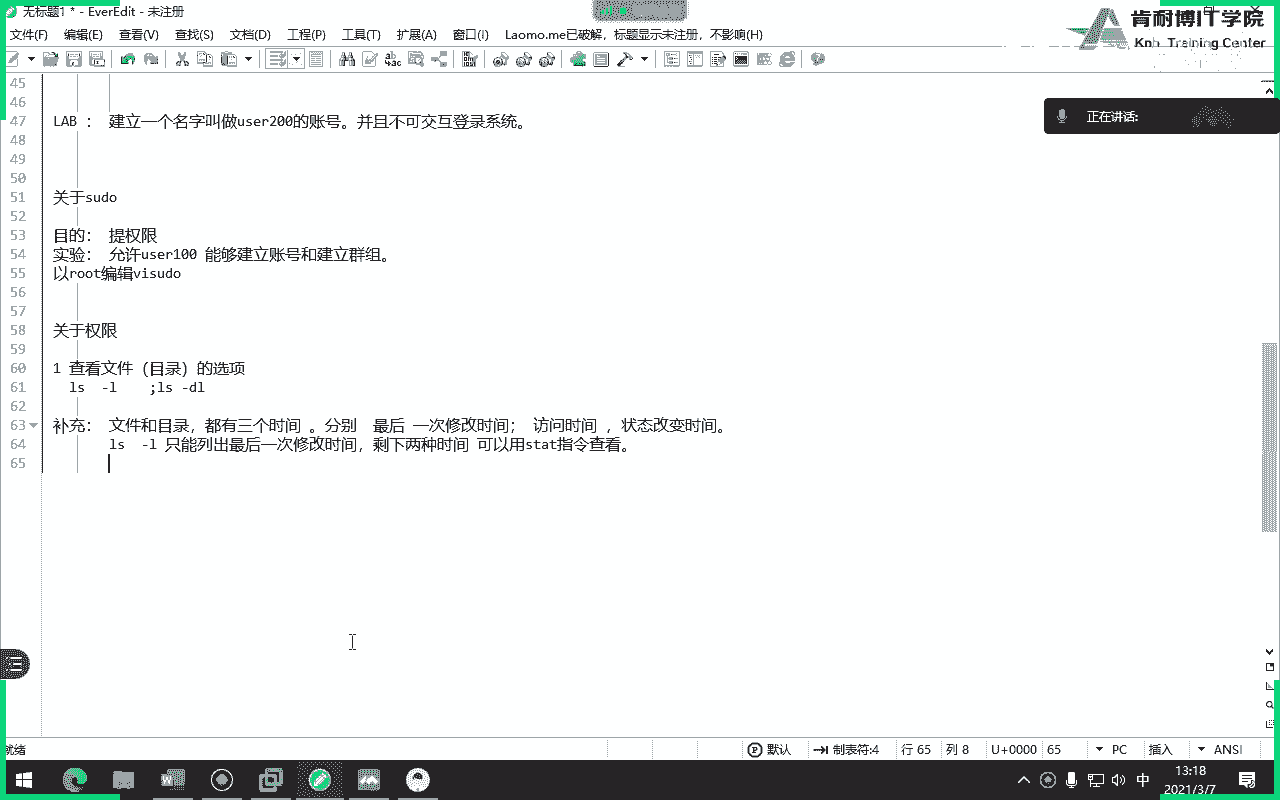 无标题1 * - EverEdit - 未注册
文件(F) 编辑(E) 查看(V) 查找(S) 文档(D) 工程(P) 工具(T) 扩展(A) 窗口(I) Laomo.me已破解，标题显示未注册，不影响(H)
肯耐博IT学院
Knb Training Center
正在讲话:
45
46
47 LAB ： 建立一个名字叫做user200的账号。并且不可交互登录系统。
48
49
50
51 关于sudo
52
53 目的： 提权限
54 实验： 允许user100 能够建立账号和建立群组。
55 以root编辑visudo
56
57
58 关于权限
59
60 1 查看文件（目录）的选项
61 ls -l ;ls -dl
62
63 补充： 文件和目录，都有三个时间 。分别 最后 一次修改时间； 访问时间 ，状态改变时间。
64 ls -l 只能列出最后一次修改时间，剩下两种时间 可以用stat指令查看。
65
就绪 默认 制表符:4 行 65 列 8 U+0000 65 PC 插入 ANSI
中 13:18
2021/3/7